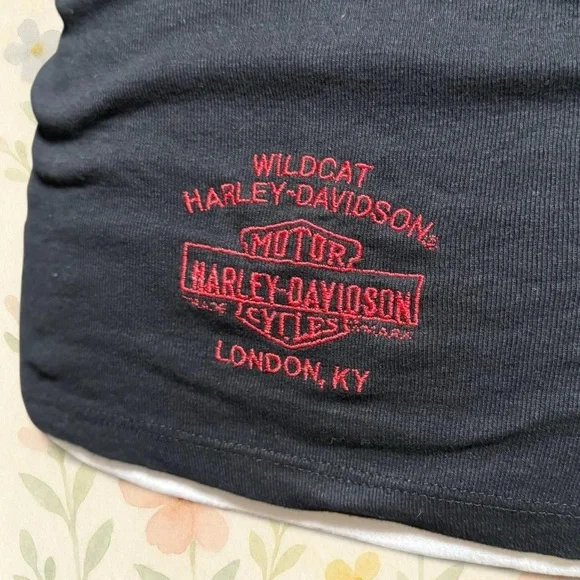 WILDCAT
HARLEY-DAVIDSON®
MOTOR
HARLEY-DAVIDSON
TRADE CYCLES MARK
LONDON, KY